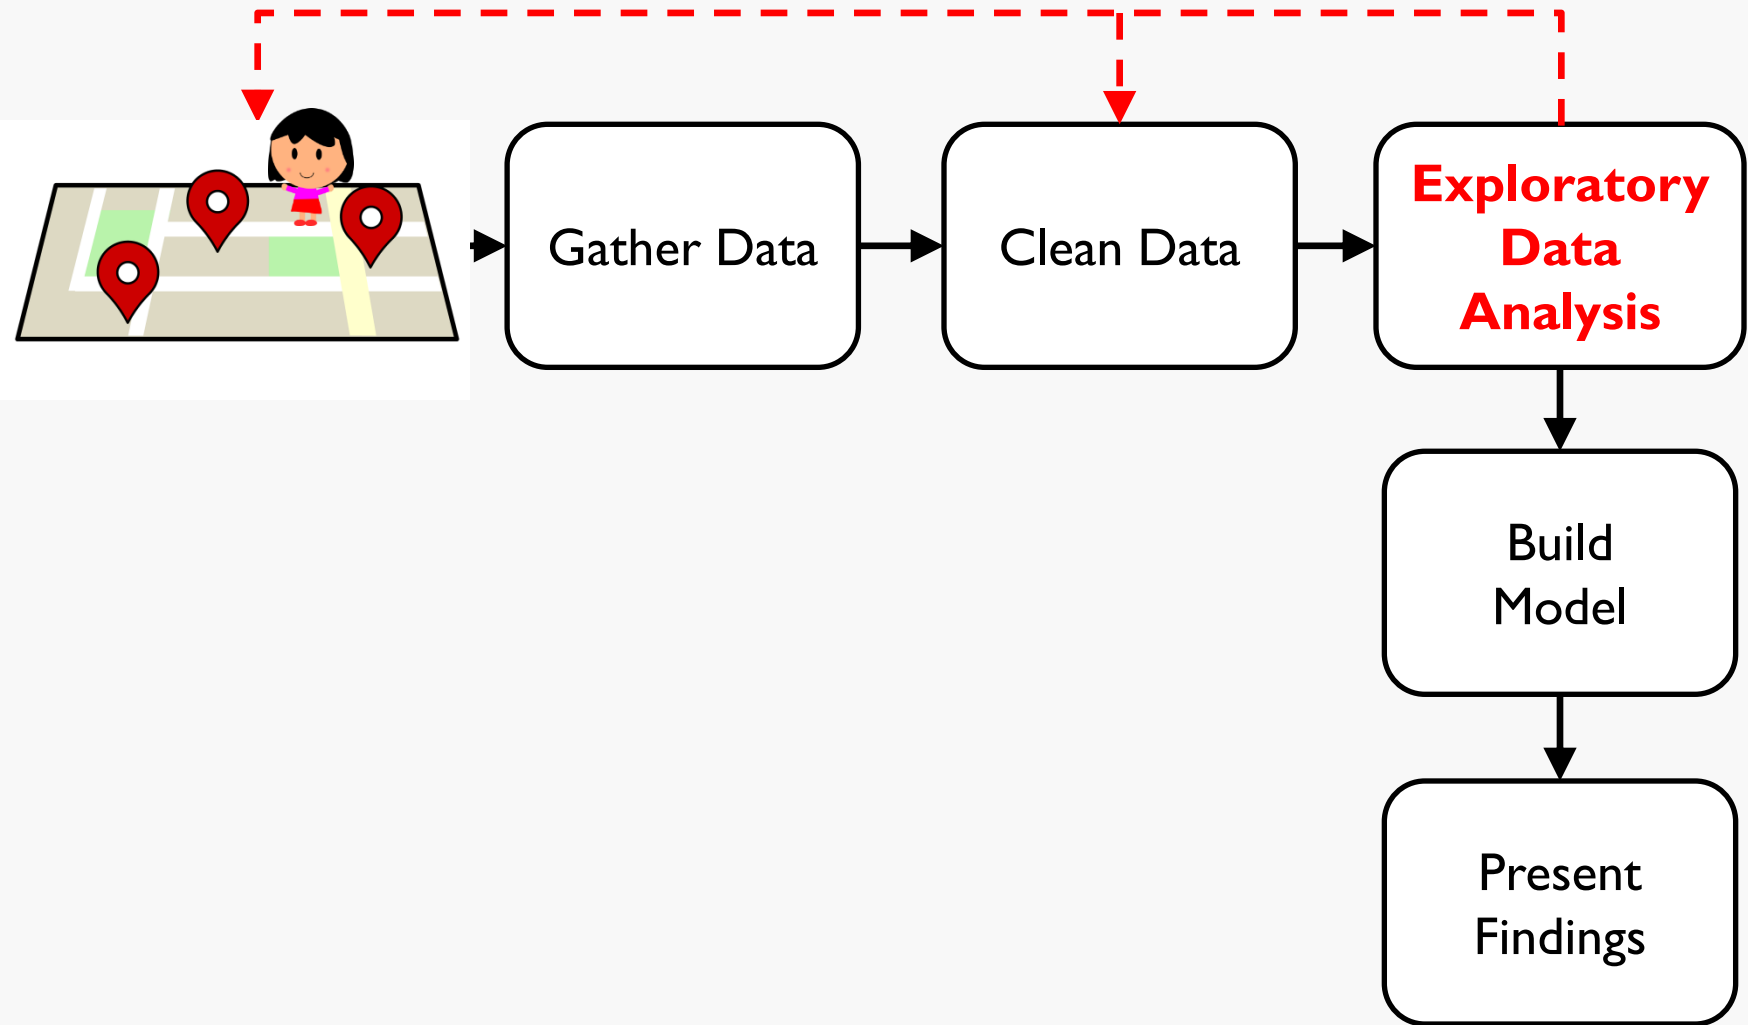 Gather Data
Clean Data
Exploratory
Data
Analysis
Build
Model
Present
Findings